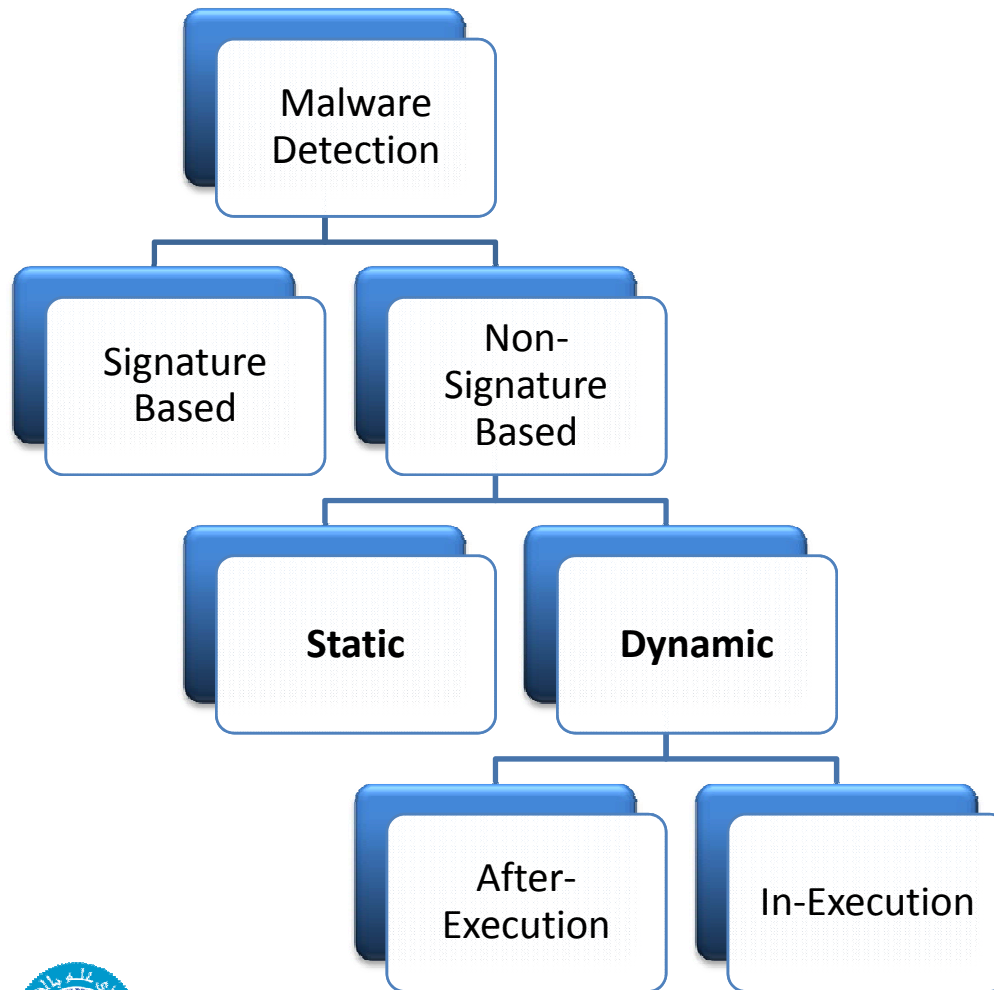 Malware
Detection
Signature
Based
Non-
Signature
Based
Static
Dynamic
After-
Execution
In-Execution